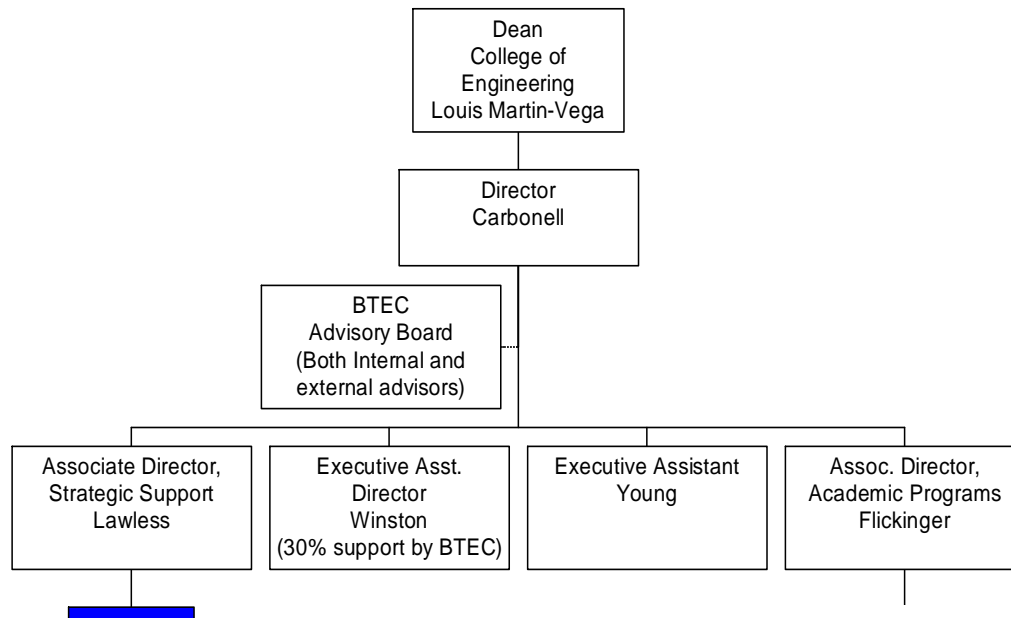 Dean
College of
Engineering
Louis Martin-Vega
Director
Carbonell
BTEC
Advisory Board
(Both Internal and
external advisors)
Associate Director,
Strategic Support
Lawless
Executive Asst.
Director
Winston
(30% support by BTEC)
Executive Assistant
Young
Assoc. Director,
Academic Programs
Flickinger